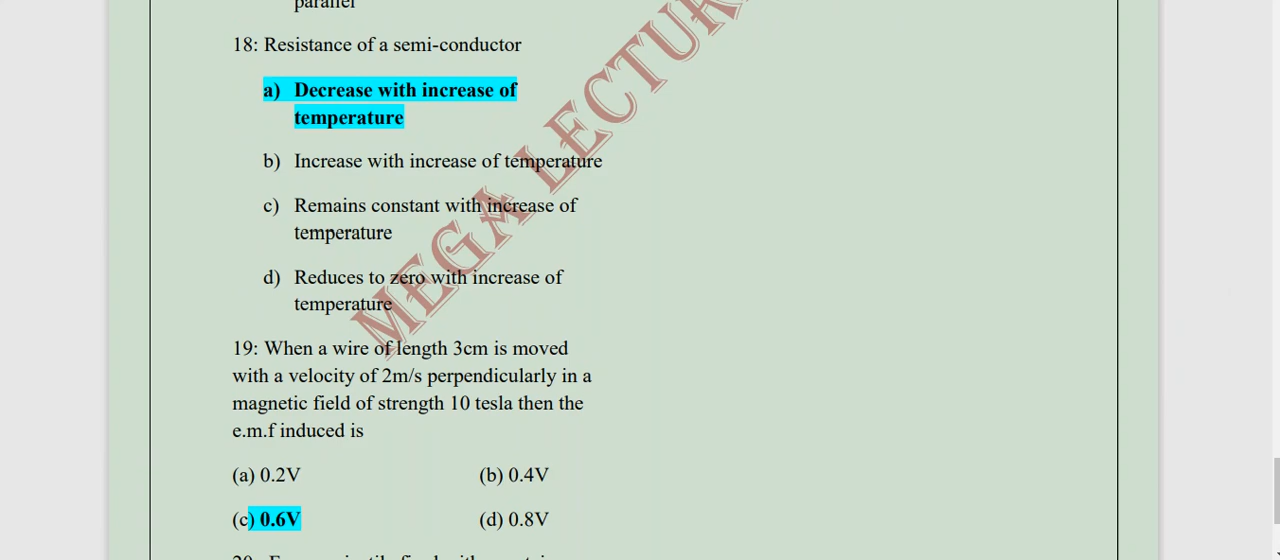 parallel
18: Resistance of a semi-conductor
a) Decrease with increase of
temperature
b) Increase with increase of temperature
c) Remains constant with increase of
temperature
d) Reduces to zero with increase of
temperature
19: When a wire of length 3cm is moved
with a velocity of 2m/s perpendicularly in a
magnetic field of strength 10 tesla then the
e.m.f induced is
(a) 0.2V (b) 0.4V
(c) 0.6V (d) 0.8V
MEGA LECTUR